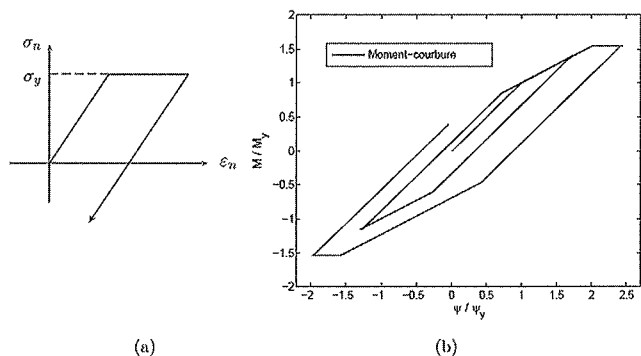 σn
σy
εn
(a)
2
1.5
1
0.5
0
−0.5
−1
−1.5
−2
M / My
Moment-courbure
−2 −1.5 −1 −0.5 0 0.5 1 1.5 2 2.5
ψ / ψy
(b)